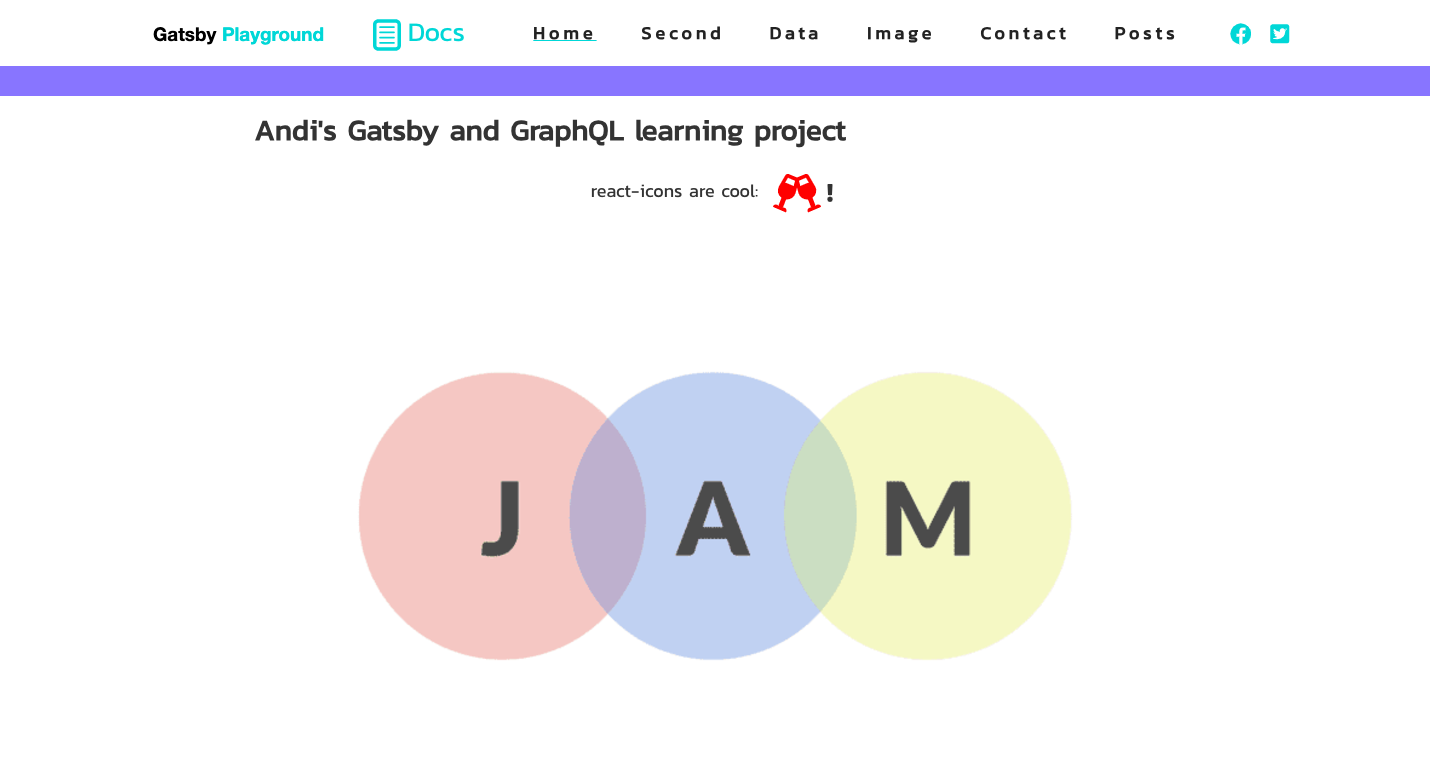 Gatsby Playground Docs Home Second Data Image Contact Posts
Andi's Gatsby and GraphQL learning project
react-icons are cool: !
J A M